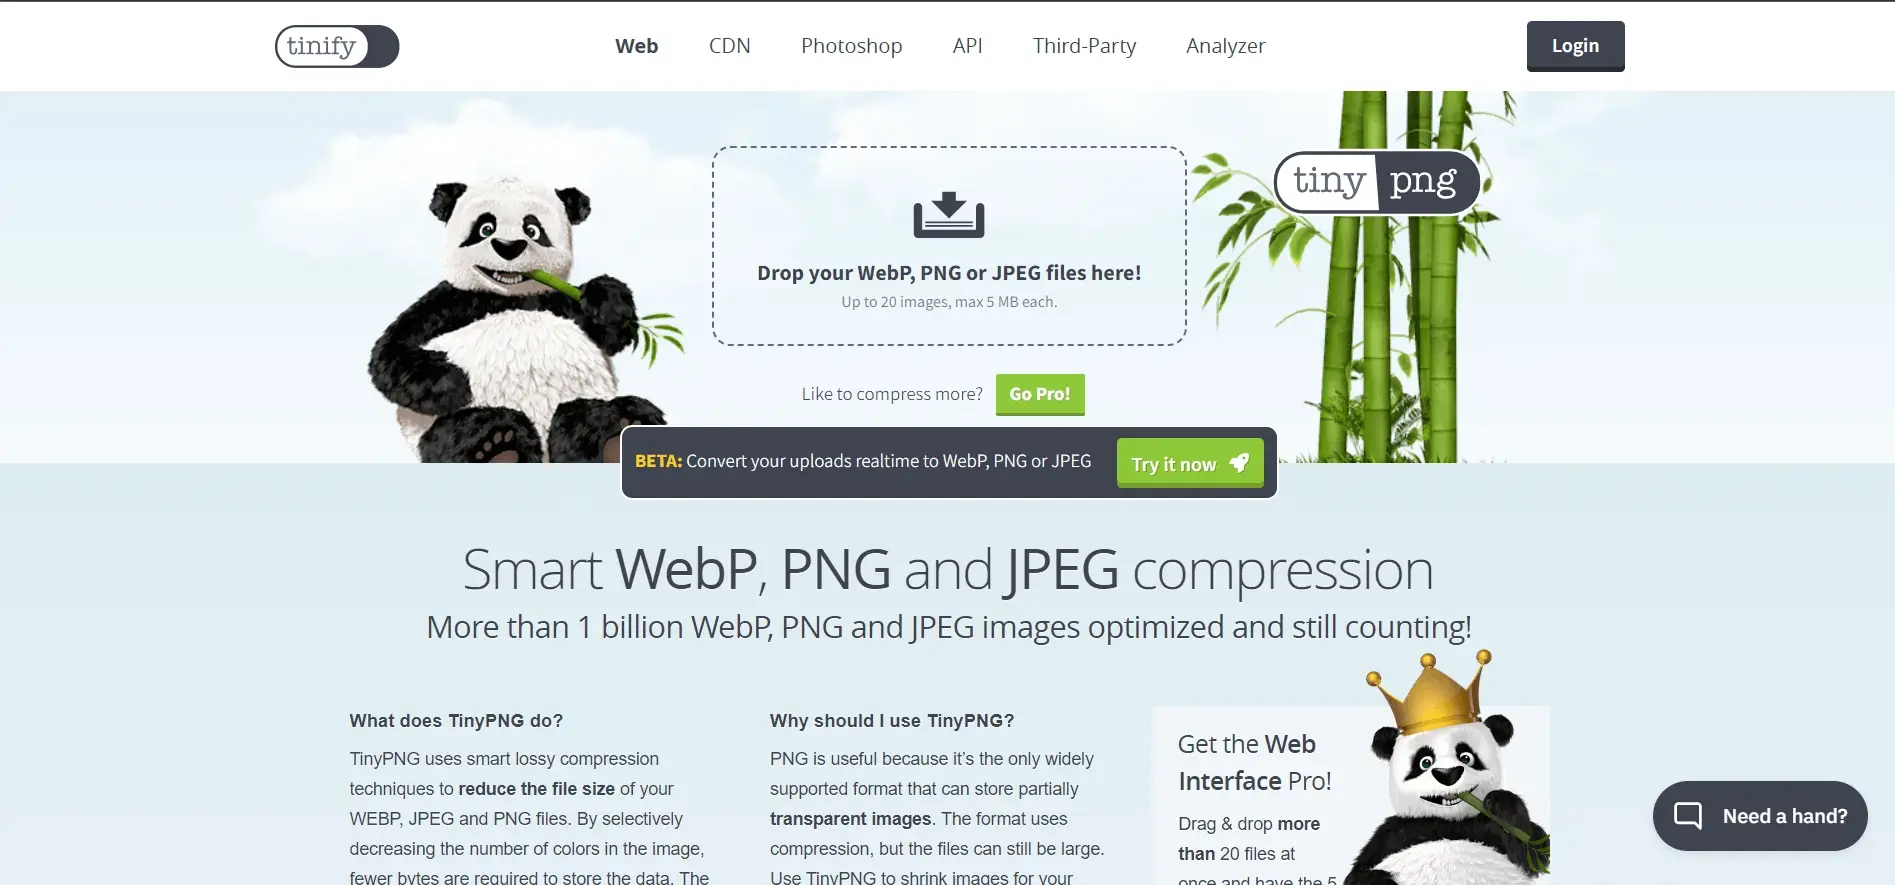 tinify
Web
CDN
Photoshop
API
Third-Party
Analyzer
Login
tiny png
Drop your WebP, PNG or JPEG files here!
Up to 20 images, max 5 MB each.
Like to compress more?
Go Pro!
BETA: Convert your uploads realtime to WebP, PNG or JPEG
Try it now
Smart WebP, PNG and JPEG compression
More than 1 billion WebP, PNG and JPEG images optimized and still counting!
What does TinyPNG do?
TinyPNG uses smart lossy compression
techniques to reduce the file size of your
WEBP, JPEG and PNG files. By selectively
decreasing the number of colors in the image,
fewer bytes are required to store the data. The
Why should I use TinyPNG?
PNG is useful because it’s the only widely
supported format that can store partially
transparent images. The format uses
compression, but the files can still be large.
Use TinyPNG to shrink images for your
Get the Web
Interface Pro!
Drag & drop more
than 20 files at
once and have the 5
Need a hand?